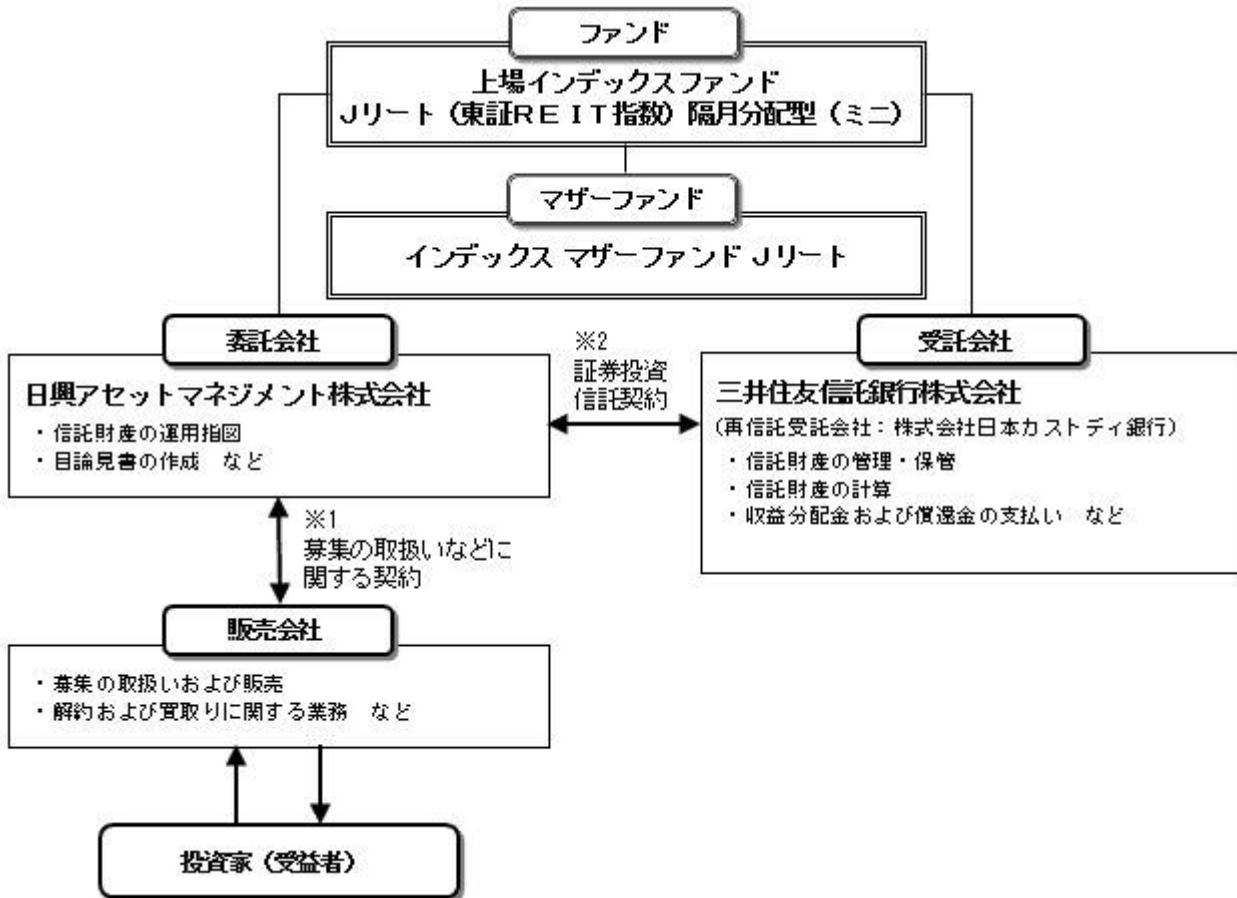 ファンド
上場インデックスファンド
Jリート（東証REIT指数）隔月分配型（ミニ）
マザーファンド
インデックス マザーファンド Jリート
委託会社
日興アセットマネジメント株式会社
・信託財産の運用指図
・目論見書の作成　など
※2
証券投資
信託契約
受託会社
三井住友信託銀行株式会社
（再信託受託会社：株式会社日本カストディ銀行）
・信託財産の管理・保管
・信託財産の計算
・収益分配金および償還金の支払い　など
※1
募集の取扱いなどに
関する契約
販売会社
・募集の取扱いおよび販売
・解約および買取りに関する業務　など
投資家（受益者）